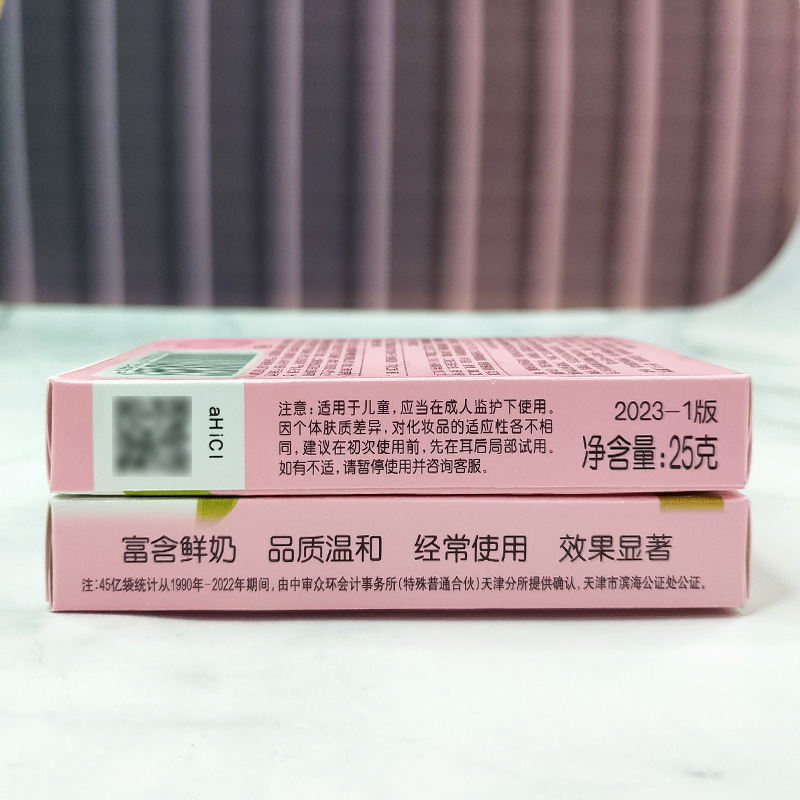 aHiCI
注意：适用于儿童，应当在成人监护下使用。
因个体肤质差异，对化妆品的适应性各不相
同，建议在初次使用前，先在耳后局部试用。
如有不适，请暂停使用并咨询客服。
2023-1版
净含量:25克
富含鲜奶 品质温和 经常使用 效果显著
注:45亿袋统计从1990年-2022年期间,由中审众环会计事务所(特殊普通合伙)天津分所提供确认,天津市滨海公证处公证。